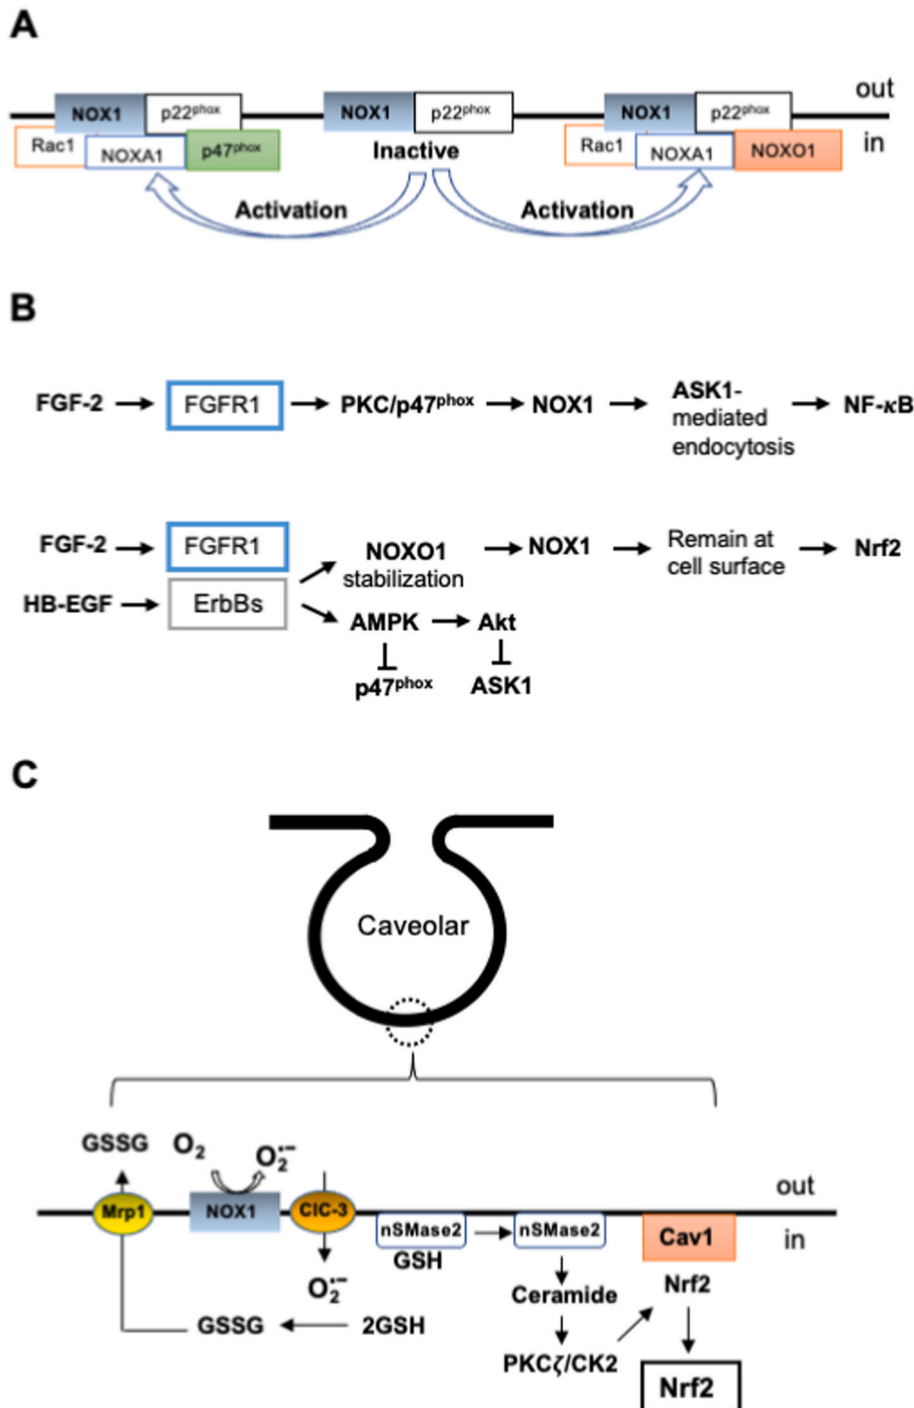 A
NOX1 p22phox NOX1 p22phox NOX1 p22phox out
Rac1 NOXA1 p47phox Inactive Rac1 NOXA1 NOXO1 in
Activation Activation
B
FGF-2 FGFR1 PKC/p47phox NOX1 ASK1-
mediated
endocytosis
NF-κB
FGF-2 FGFR1
HB-EGF ErbBs
NOXO1
stabilization
NOX1 Remain at
cell surface
Nrf2
AMPK Akt
p47phox ASK1
C
Caveolar
GSSG O2 O2•−
out
Mrp1 NOX1 ClC-3 nSMase2 nSMase2 Cav1 in
GSH
O2•− Ceramide Nrf2
GSSG 2GSH
PKCζ/CK2
Nrf2